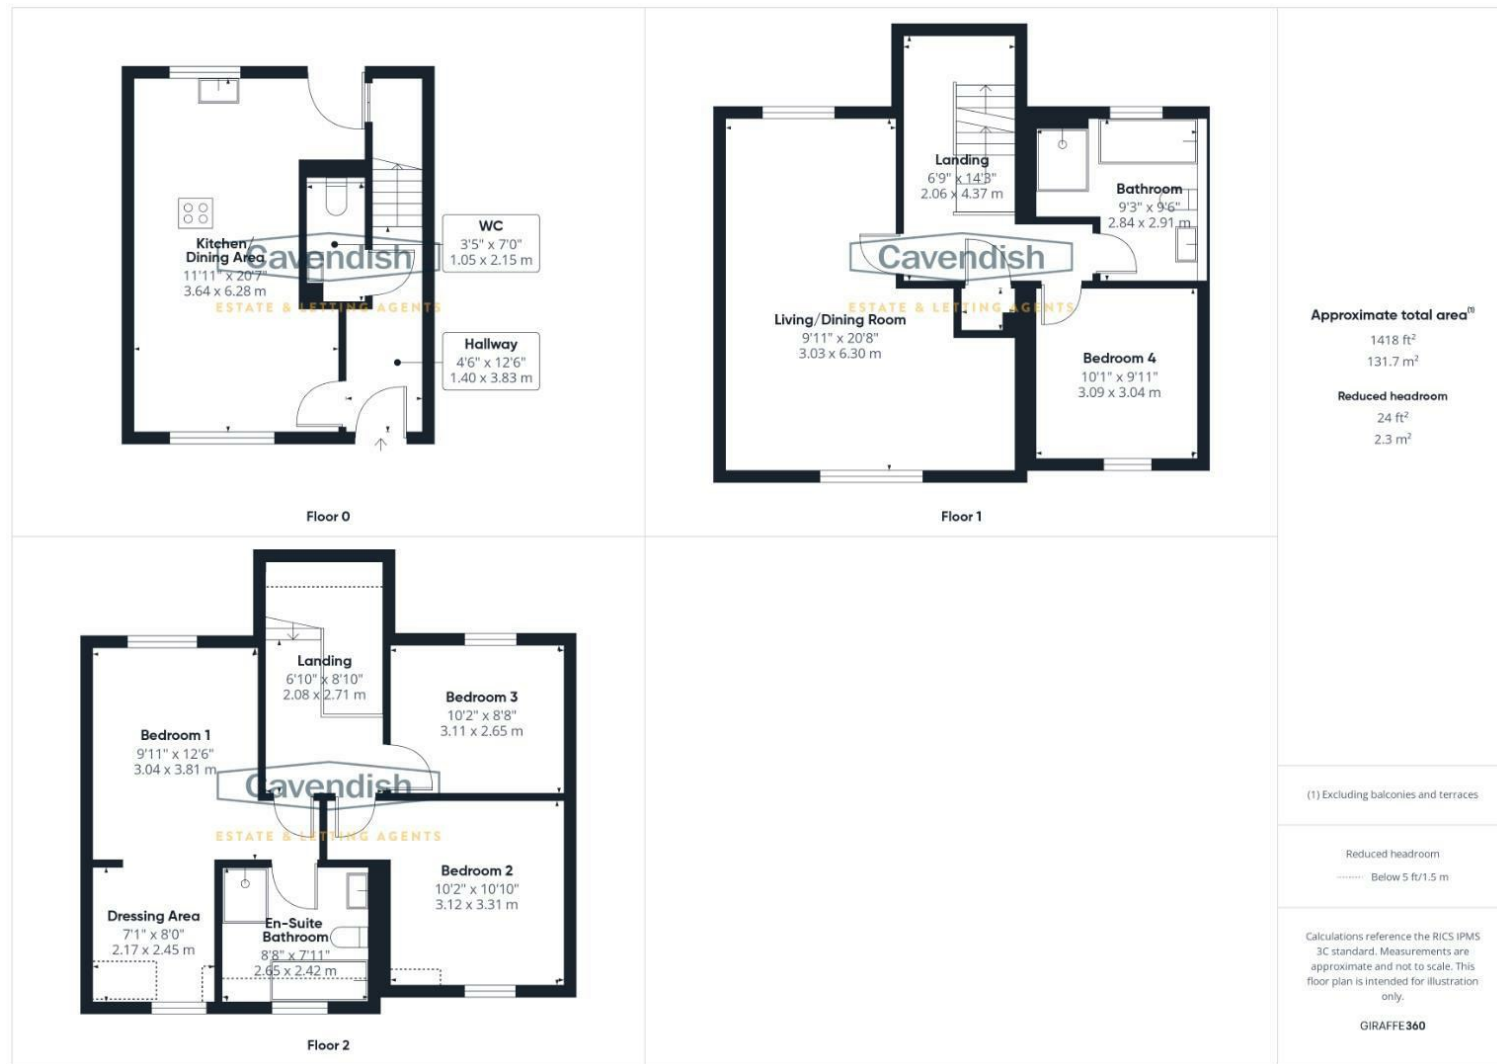 Kitchen/
Dining Area
11'11" x 20'7"
3.64 x 6.28 m
WC
3'5" x 7'0"
1.05 x 2.15 m
Hallway
4'6" x 12'6"
1.40 x 3.83 m
Cavendish
ESTATE & LETTING AGENTS
Floor 0
Landing
6'9" x 14'3"
2.06 x 4.37 m
Bathroom
9'3" x 9'6"
2.84 x 2.91 m
Cavendish
ESTATE & LETTING AGENTS
Living/Dining Room
9'11" x 20'8"
3.03 x 6.30 m
Bedroom 4
10'1" x 9'11"
3.09 x 3.04 m
Floor 1
Landing
6'10" x 8'10"
2.08 x 2.71 m
Bedroom 3
10'2" x 8'8"
3.11 x 2.65 m
Bedroom 1
9'11" x 12'6"
3.04 x 3.81 m
Cavendish
ESTATE & LETTING AGENTS
Bedroom 2
10'2" x 10'10"
3.12 x 3.31 m
Dressing Area
7'1" x 8'0"
2.17 x 2.45 m
En-Suite
Bathroom
8'8" x 7'11"
2.65 x 2.42 m
Floor 2
Approximate total area(1)
1418 ft²
131.7 m²
Reduced headroom
24 ft²
2.3 m²
(1) Excluding balconies and terraces
Reduced headroom
Below 5 ft/1.5 m
Calculations reference the RICS IPMS
3C standard. Measurements are
approximate and not to scale. This
floor plan is intended for illustration
only.
GIRAFFE360